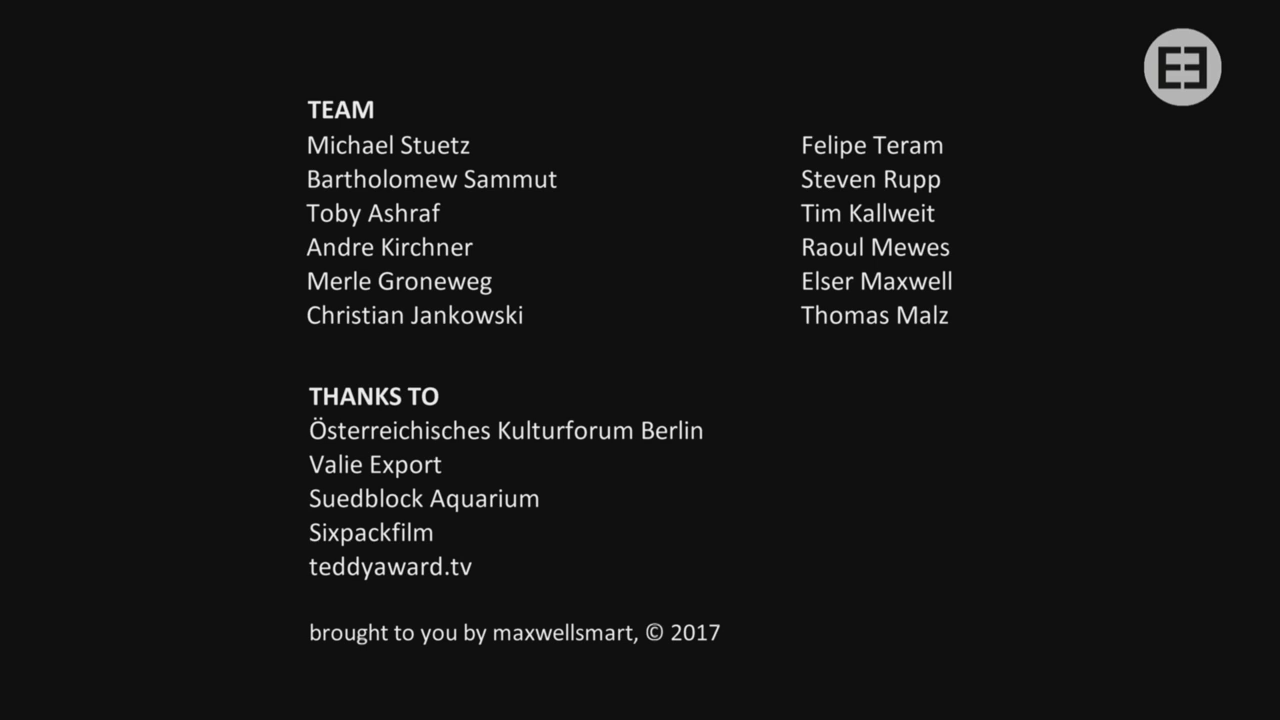 TEAM
Michael Stuetz
Bartholomew Sammut
Toby Ashraf
Andre Kirchner
Merle Groneweg
Christian Jankowski
Felipe Teram
Steven Rupp
Tim Kallweit
Raoul Mewes
Elser Maxwell
Thomas Malz
THANKS TO
Österreichisches Kulturforum Berlin
Valie Export
Suedblock Aquarium
Sixpackfilm
teddyaward.tv
brought to you by maxwellsmart, © 2017